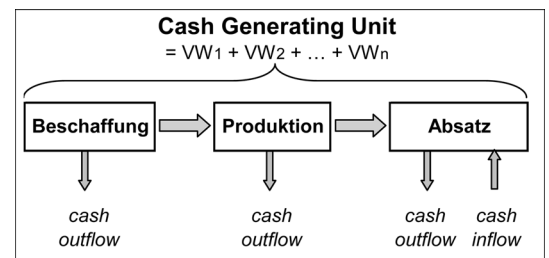 Cash Generating Unit
= VW1 + VW2 + ... + VWn
Beschaffung
Produktion
Absatz
cash
outflow
cash
outflow
cash
outflow
cash
inflow